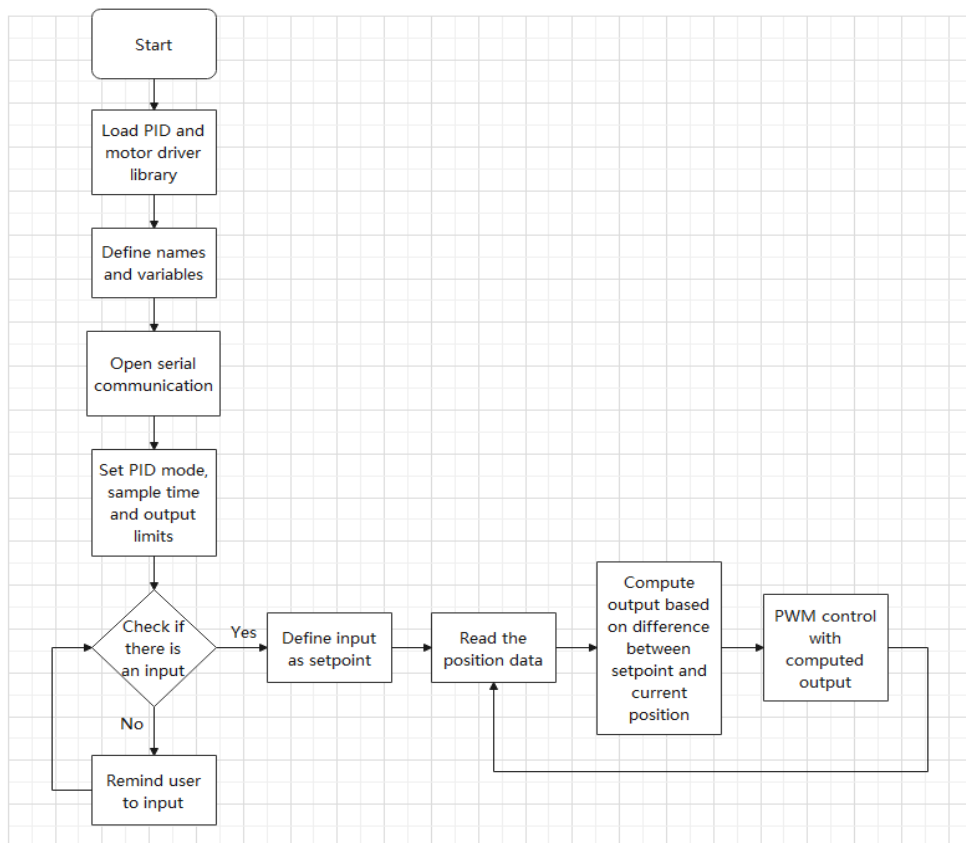 Start
Load PID and
motor driver
library
Define names
and variables
Open serial
communication
Set PID mode,
sample time
and output
limits
Check if
there is
an input
Yes
No
Remind user
to input
Define input
as setpoint
Read the
position data
Compute
output based
on difference
between
setpoint and
current
position
PWM control
with
computed
output